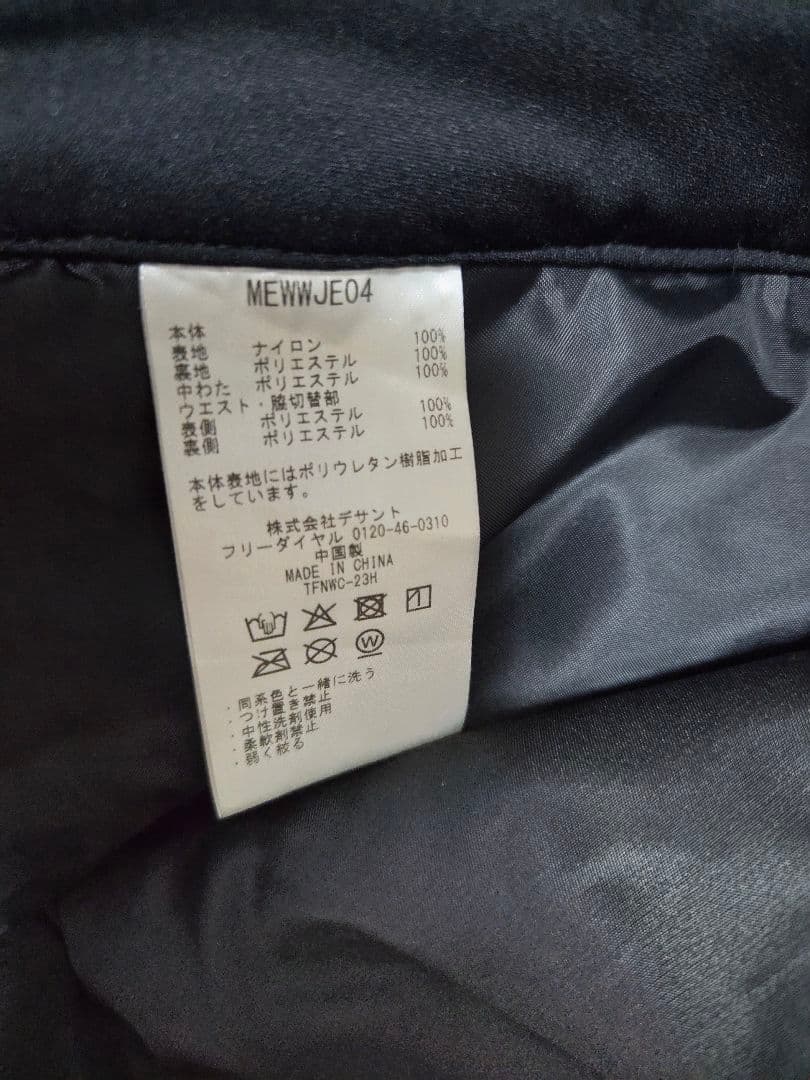 MEWWJE04
本体
表地 ナイロン 100%
裏地 ポリエステル 100%
中わた ポリエステル 100%
ウエスト・脇切替部
表側 ポリエステル 100%
裏側 ポリエステル 100%
本体表地にはポリウレタン樹脂加工
をしています。
株式会社デサント
フリーダイヤル 0120-46-0310
中国製
MADE IN CHINA
TFNWC-23H
W
・同系色と一緒に洗う
・つけ置き禁止
・中性洗剤使用
・柔軟剤禁止
・弱く絞る